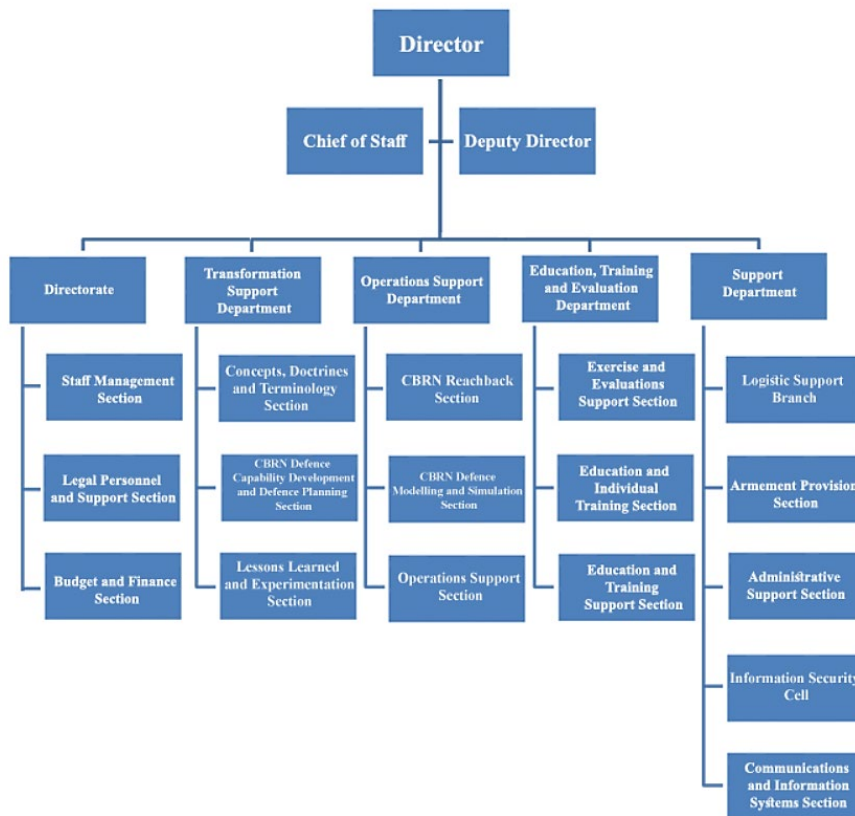 Director
Chief of Staff
Deputy Director
Directorate
Transformation
Support
Department
Operations Support
Department
Education, Training
and Evaluation
Department
Support
Department
Staff Management
Section
Concepts, Doctrines
and Terminology
Section
CBRN Reachback
Section
Exercise and
Evaluations
Support Section
Logistic Support
Branch
Legal Personnel
and Support Section
CBRN Defence
Capability Development
and Defence Planning
Section
CBRN Defence
Modelling and Simulation
Section
Education and
Individual
Training Section
Armement Provision
Section
Budget and Finance
Section
Lessons Learned
and Experimentation
Section
Operations Support
Section
Education and
Training
Support Section
Administrative
Support Section
Information Security
Cell
Communications
and Information
Systems Section